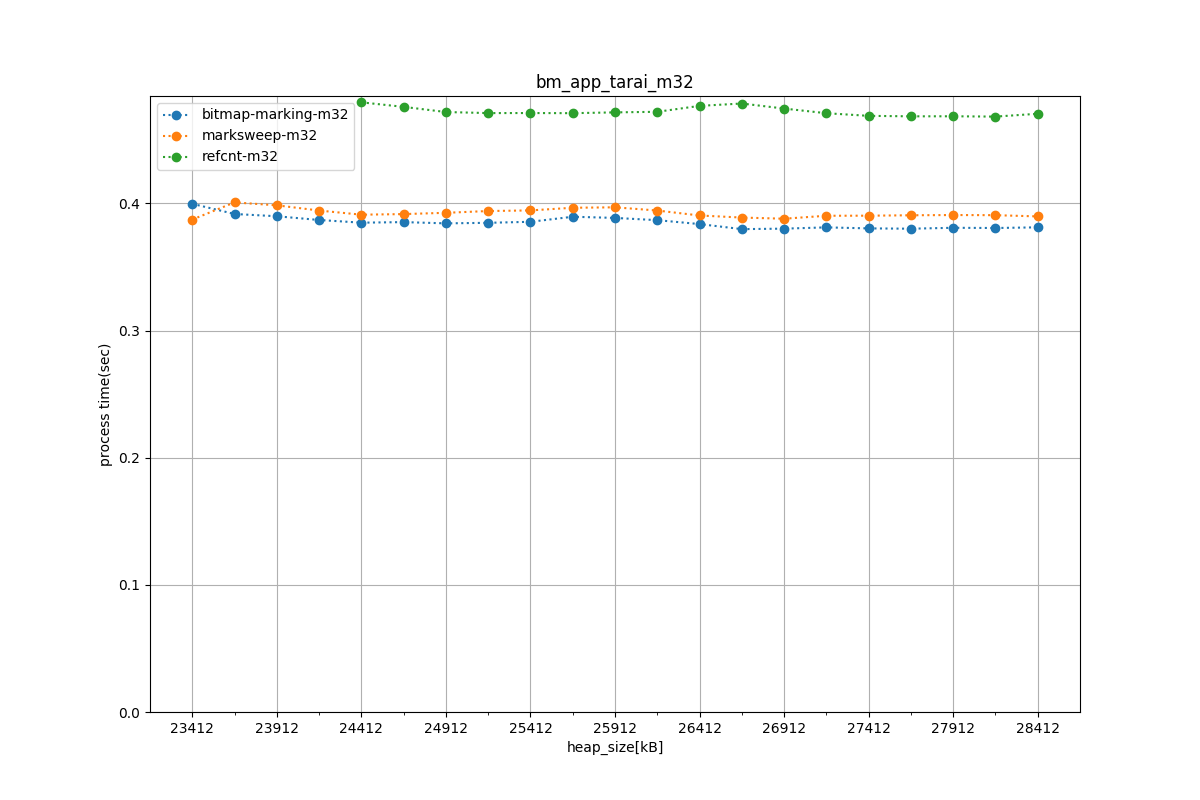 bm_app_tarai_m32
bitmap-marking-m32
marksweep-m32
refcnt-m32
0.4
0.3
0.2
0.1
0.0
process time(sec)
23412 23912 24412 24912 25412 25912 26412 26912 27412 27912 28412
heap_size[kB]